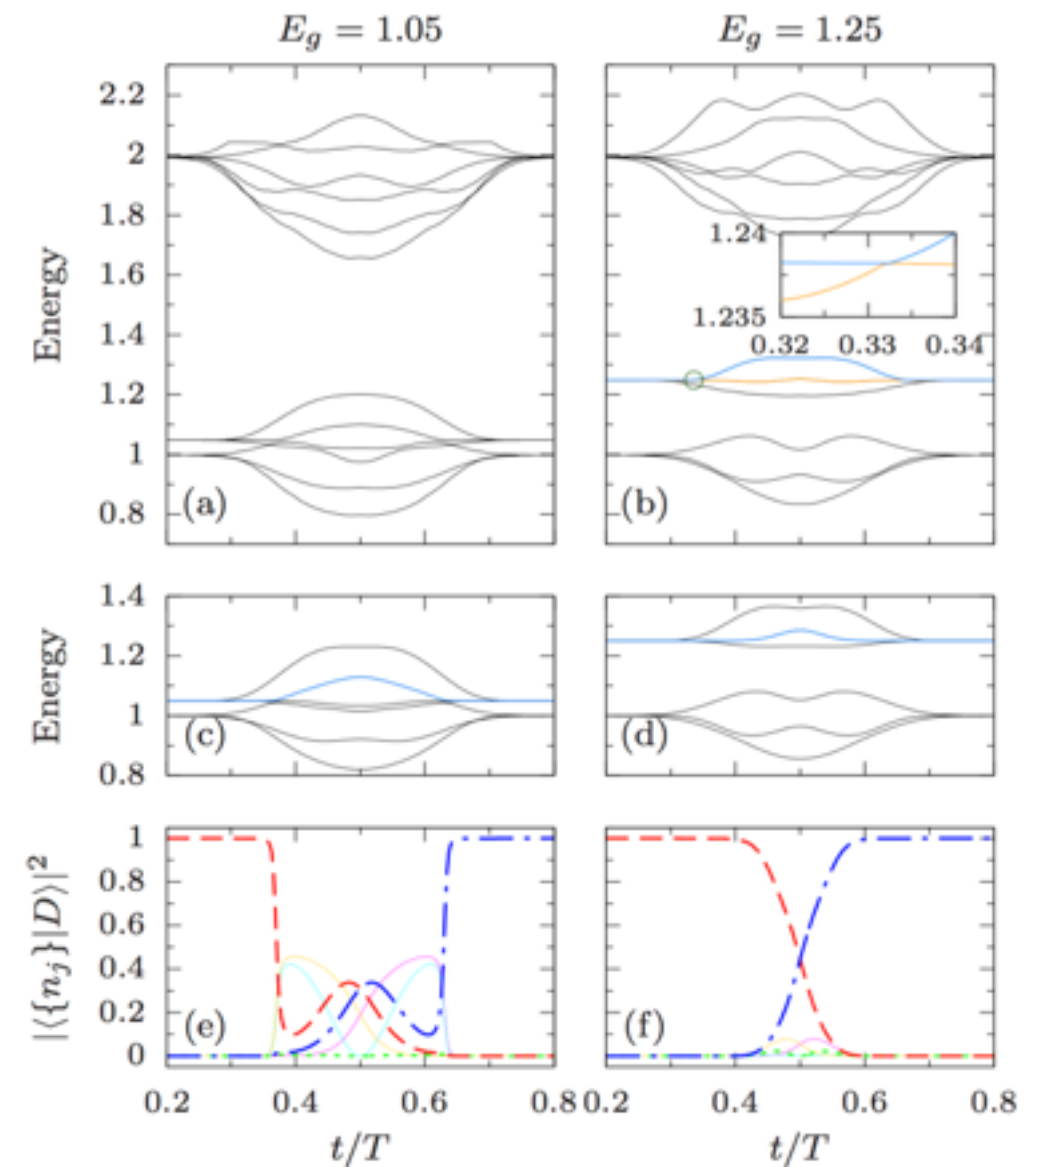 E_g = 1.05 E_g = 1.25
Energy
2.2
2
1.8
1.6
1.4
1.2
1
0.8
(a)
1.24
1.235
0.32 0.33 0.34
(b)
Energy
1.4
1.2
1
0.8
(c)
(d)
|⟨{n_j}|D⟩|²
1
0.8
0.6
0.4
0.2
0
(e)
(f)
0.2 0.4 0.6 0.8 0.2 0.4 0.6 0.8
t/T t/T